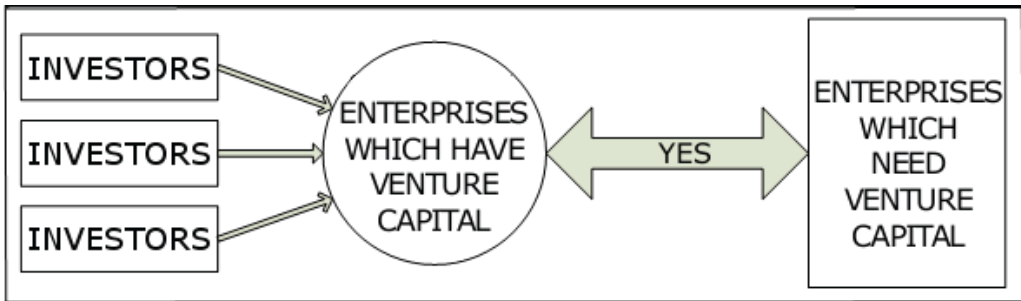 INVESTORS
INVESTORS
INVESTORS
ENTERPRISES
WHICH HAVE
VENTURE
CAPITAL
YES
ENTERPRISES
WHICH
NEED
VENTURE
CAPITAL